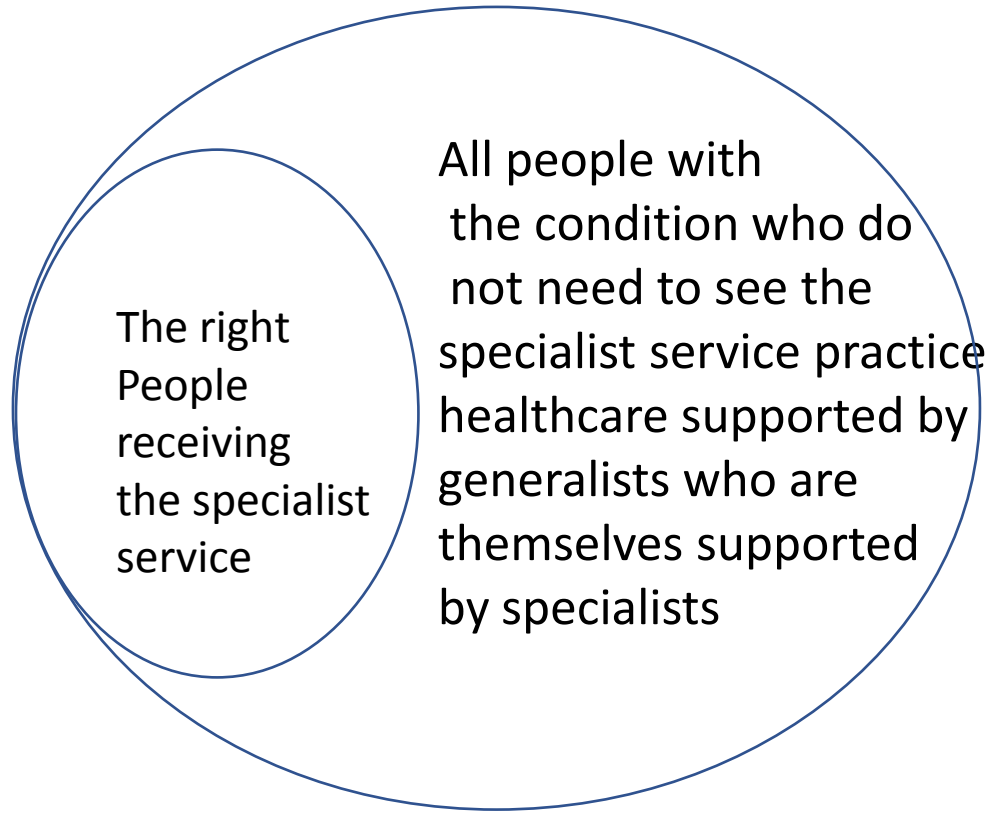 The right
People
receiving
the specialist
service
All people with
the condition who do
not need to see the
specialist service practice
healthcare supported by
generalists who are
themselves supported
by specialists